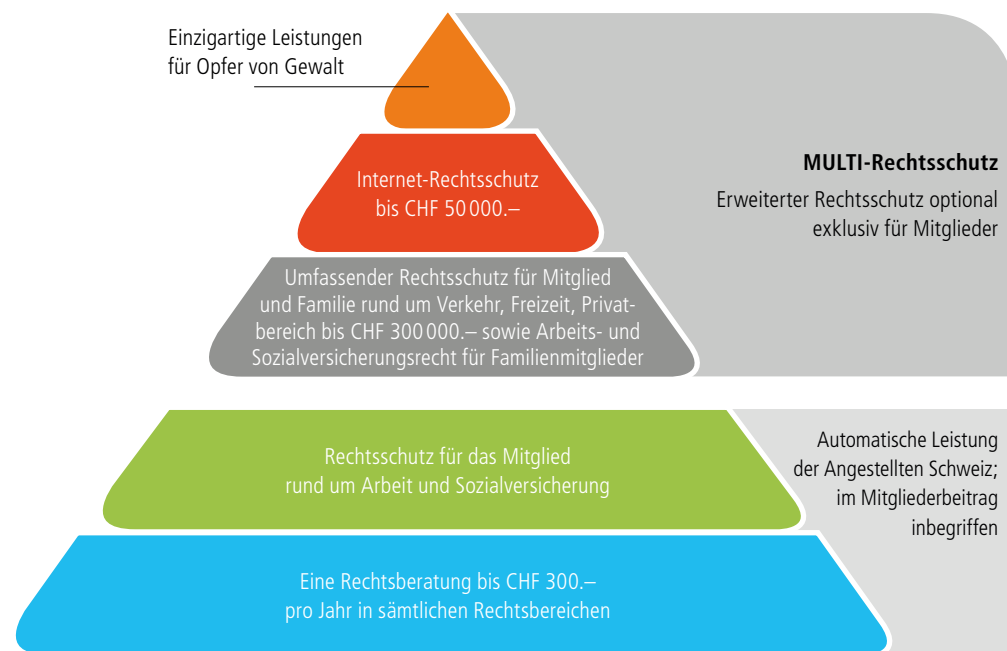 Einzigartige Leistungen
für Opfer von Gewalt
Internet-Rechtsschutz
bis CHF 50 000.–
MULTI-Rechtsschutz
Erweiterter Rechtsschutz optional
exklusiv für Mitglieder
Umfassender Rechtsschutz für Mitglied
und Familie rund um Verkehr, Freizeit, Privat-
bereich bis CHF 300 000.– sowie Arbeits- und
Sozialversicherungsrecht für Familienmitglieder
Rechtsschutz für das Mitglied
rund um Arbeit und Sozialversicherung
Automatische Leistung
der Angestellten Schweiz;
im Mitgliederbeitrag
inbegriffen
Eine Rechtsberatung bis CHF 300.–
pro Jahr in sämtlichen Rechtsbereichen